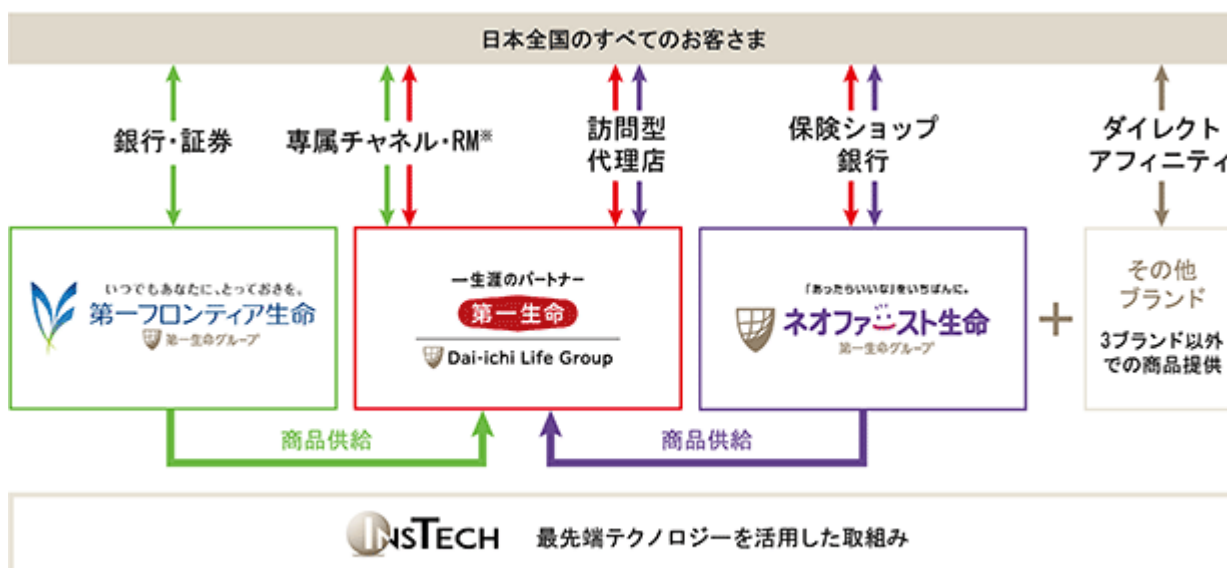 日本全国のすべてのお客さま
銀行・証券
専属チャネル・RM※
訪問型
代理店
保険ショップ
銀行
ダイレクト
アフィニティ
いつでもあなたに、とっておきを。
第一フロンティア生命
第一生命グループ
一生涯のパートナー
第一生命
Dai-ichi Life Group
「あったらいいな」をいちばんに。
ネオファースト生命
第一生命グループ
+
その他
ブランド
3ブランド以外
での商品提供
商品供給
商品供給
INSTECH 最先端テクノロジーを活用した取組み